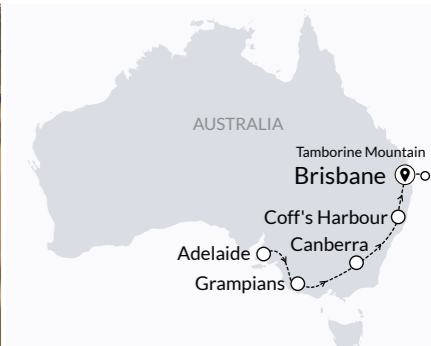 AUSTRALIA
Tamborine Mountain
Brisbane
Coff's Harbour
Canberra
Adelaide
Grampians